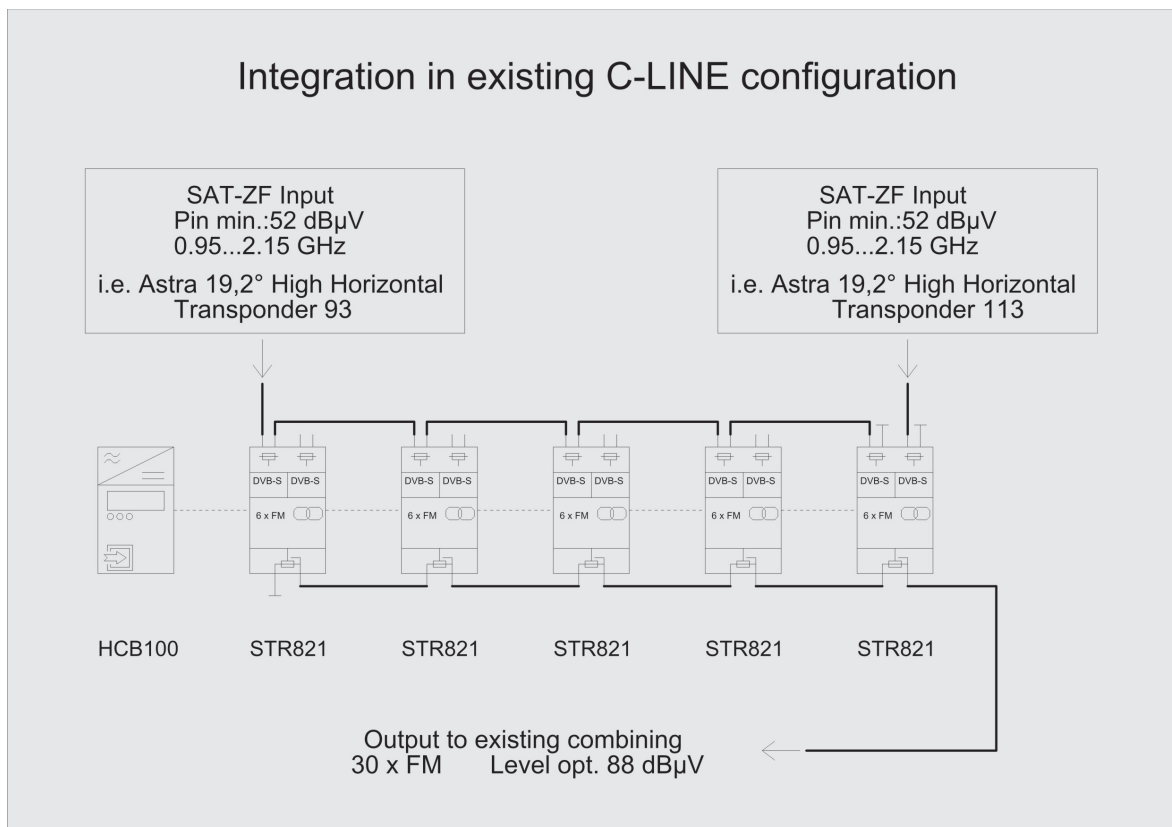 Integration in existing C-LINE configuration
SAT-ZF Input
Pin min.:52 dBµV
0.95...2.15 GHz
i.e. Astra 19,2° High Horizontal
Transponder 93
SAT-ZF Input
Pin min.:52 dBµV
0.95...2.15 GHz
i.e. Astra 19,2° High Horizontal
Transponder 113
DVB-S DVB-S
DVB-S DVB-S
DVB-S DVB-S
DVB-S DVB-S
DVB-S DVB-S
6 x FM
6 x FM
6 x FM
6 x FM
6 x FM
HCB100
STR821
STR821
STR821
STR821
STR821
Output to existing combining
30 x FM Level opt. 88 dBµV